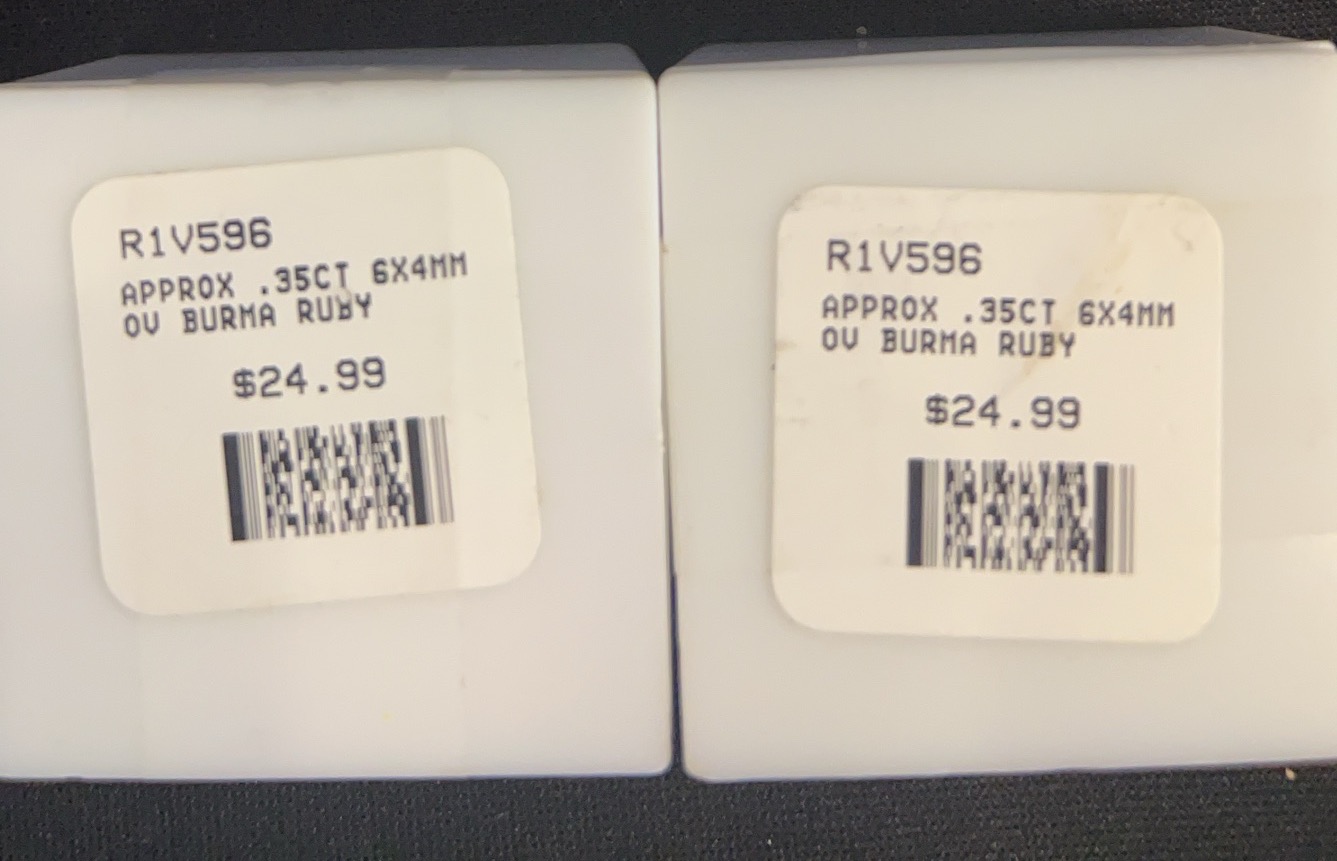 R1V596
APPROX .35CT 6X4MM
OV BURMA RUBY
$24.99
R1V596
APPROX .35CT 6X4MM
OV BURMA RUBY
$24.99